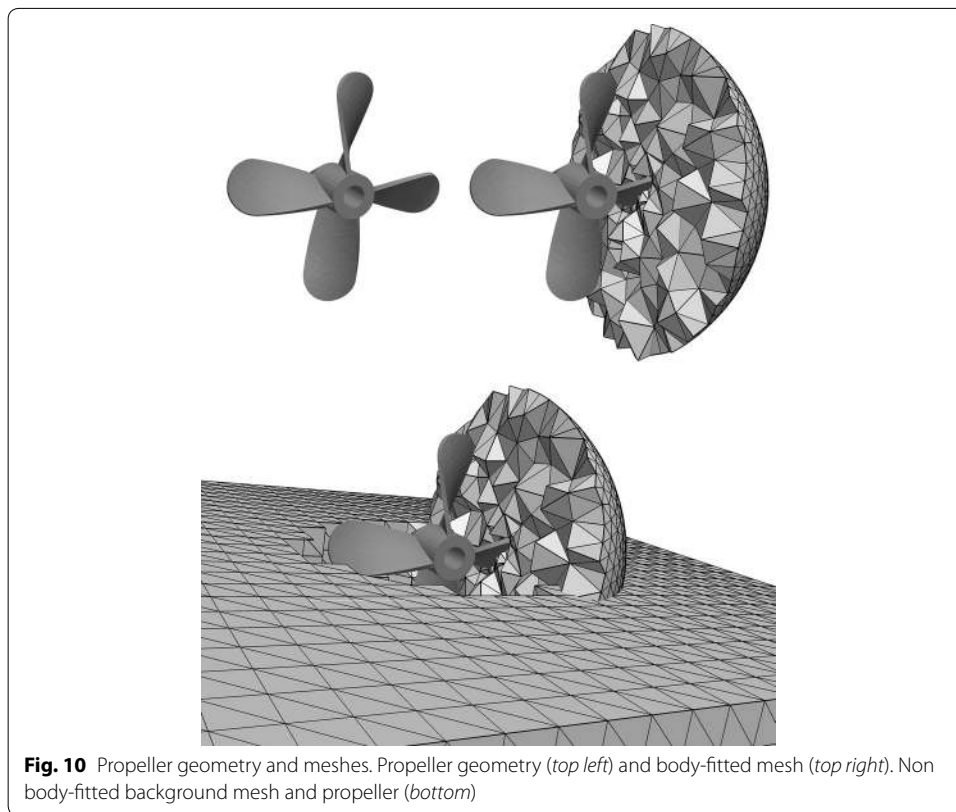 Fig. 10 Propeller geometry and meshes. Propeller geometry (top left) and body-fitted mesh (top right). Non
body-fitted background mesh and propeller (bottom)